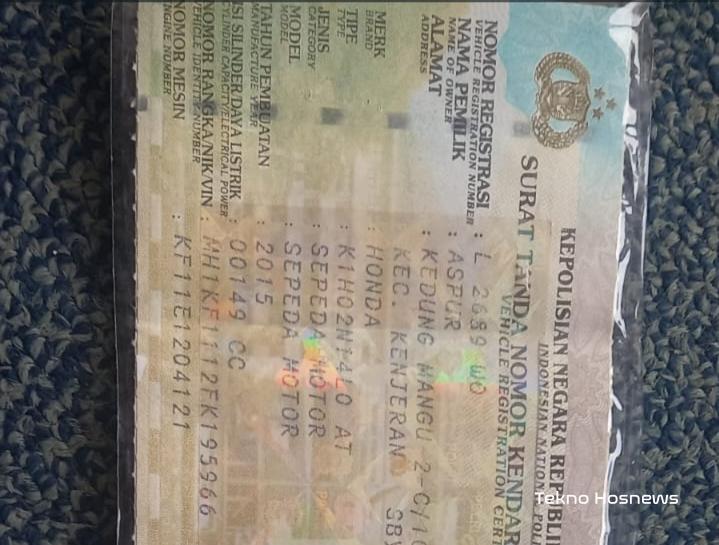 KEPOLISIAN NEGARA REPUBLI
INDONESIAN NATIONAL POL
SURAT TANDA NOMOR KENDAR
VEHICLE REGISTRATION CERT
NOMOR REGISTRASI : L 2689 WO
VEHICLE REGISTRATION NUMBER
NAMA PEMILIK : ASPUR
NAME OF OWNER
ALAMAT : KEDUNG MANGU 2-C/10
ADDRESS
KEC. KENJERAN SBY
MERK : HONDA
BRAND
TIPE : K1H02N14L0 AT
TYPE
JENIS : SEPEDA MOTOR
CATEGORY
MODEL : SEPEDA MOTOR
MODEL
TAHUN PEMBUATAN : 2015
MANUFACTURE YEAR
ISI SILINDER/DAYA LISTRIK : 00149 CC
CYLINDER CAPACITY/ELECTRICAL POWER
NOMOR RANGKA/NIK/VIN : MH1KF1112FK195966
VEHICLE IDENTITY NUMBER
NOMOR MESIN : KF11E1204121
ENGINE NUMBER
Tekno Hosnews